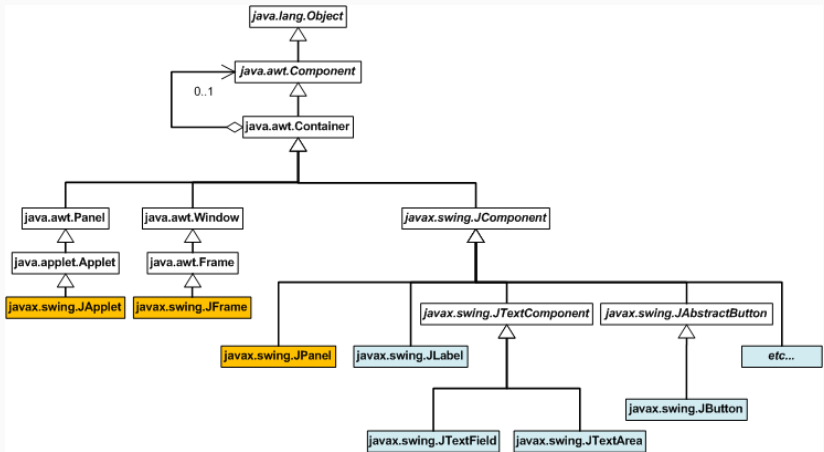 java.lang.Object
java.awt.Component
0..1
java.awt.Container
java.awt.Panel
java.awt.Window
javax.swing.JComponent
java.applet.Applet
java.awt.Frame
javax.swing.JApplet
javax.swing.JFrame
javax.swing.JTextComponent
javax.swing.JAbstractButton
javax.swing.JPanel
javax.swing.JLabel
etc...
javax.swing.JButton
javax.swing.JTextField
javax.swing.JTextArea